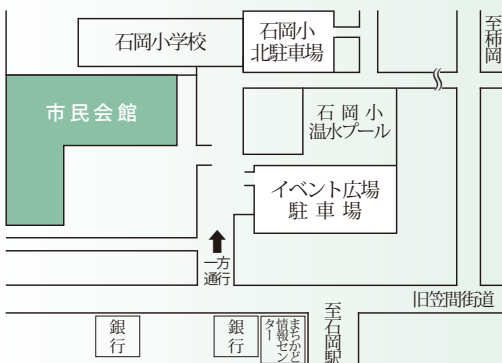 石岡小学校
石岡小
北駐車場
至柿岡
市民会館
石岡小
温水プール
イベント広場
駐車場
一方
通行
旧笠間街道
銀行
銀行
まちかど
情報セン
ター
至石岡駅